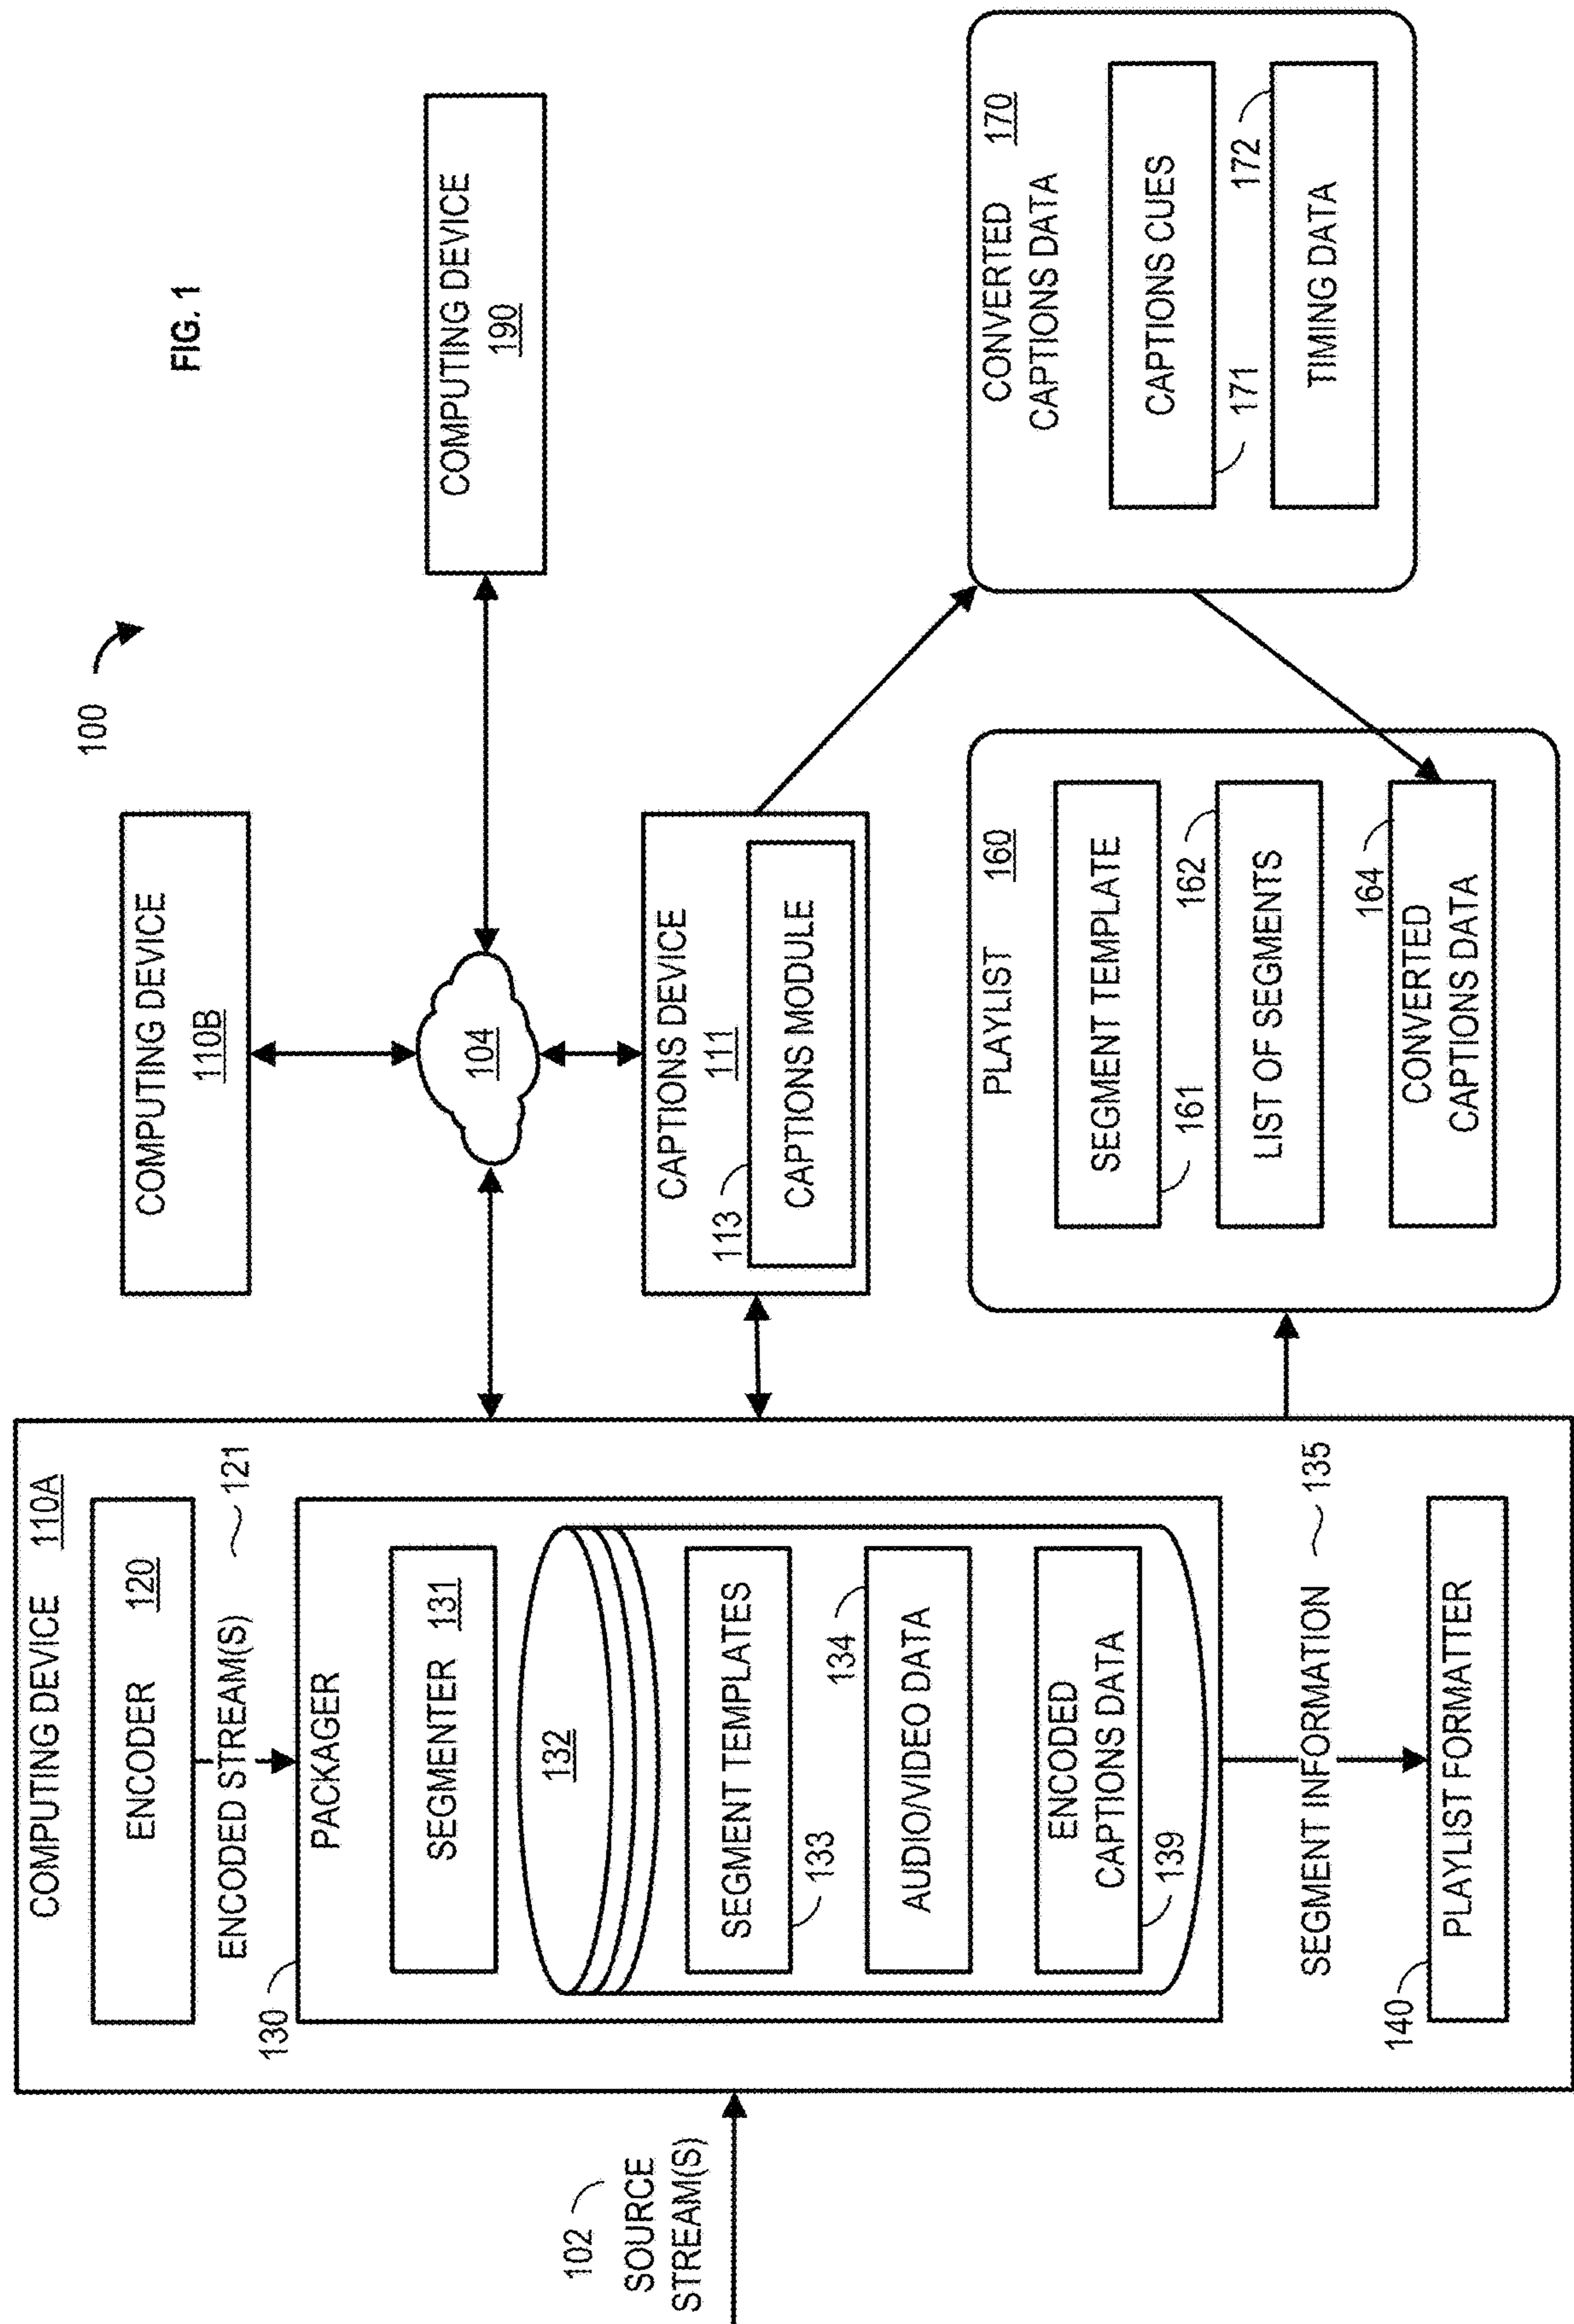 FIG. 1
100
102
SOURCE
STREAM(S)
COMPUTING DEVICE 110A
ENCODER 120
ENCODED STREAM(S) 121
130
PACKAGER
SEGMENTER 131
132
SEGMENT TEMPLATES
133
134
AUDIO/VIDEO DATA
ENCODED
CAPTIONS DATA
139
SEGMENT INFORMATION 135
140
PLAYLIST FORMATTER
COMPUTING DEVICE
110B
104
COMPUTING DEVICE
190
CAPTIONS DEVICE
111
113
CAPTIONS MODULE
PLAYLIST 160
SEGMENT TEMPLATE
161
162
LIST OF SEGMENTS
164
CONVERTED
CAPTIONS DATA
CONVERTED 170
CAPTIONS DATA
CAPTIONS CUES
171
172
TIMING DATA